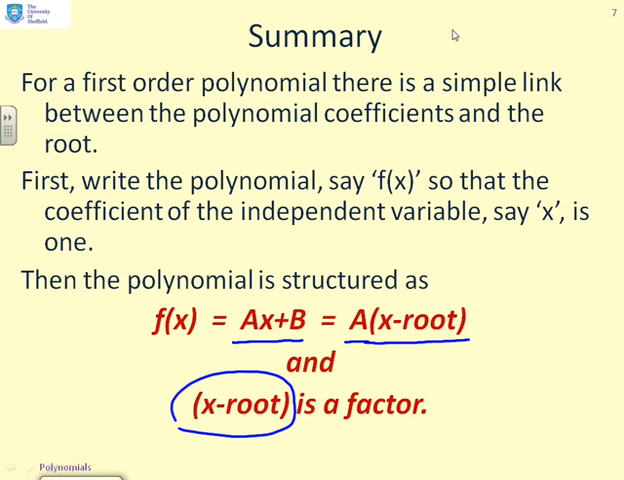 The
University
Of
Sheffield.
7
Summary
For a first order polynomial there is a simple link
between the polynomial coefficients and the
root.
First, write the polynomial, say ‘f(x)’ so that the
coefficient of the independent variable, say ‘x’, is
one.
Then the polynomial is structured as
f(x) = Ax+B = A(x-root)
and
(x-root) is a factor.
Polynomials